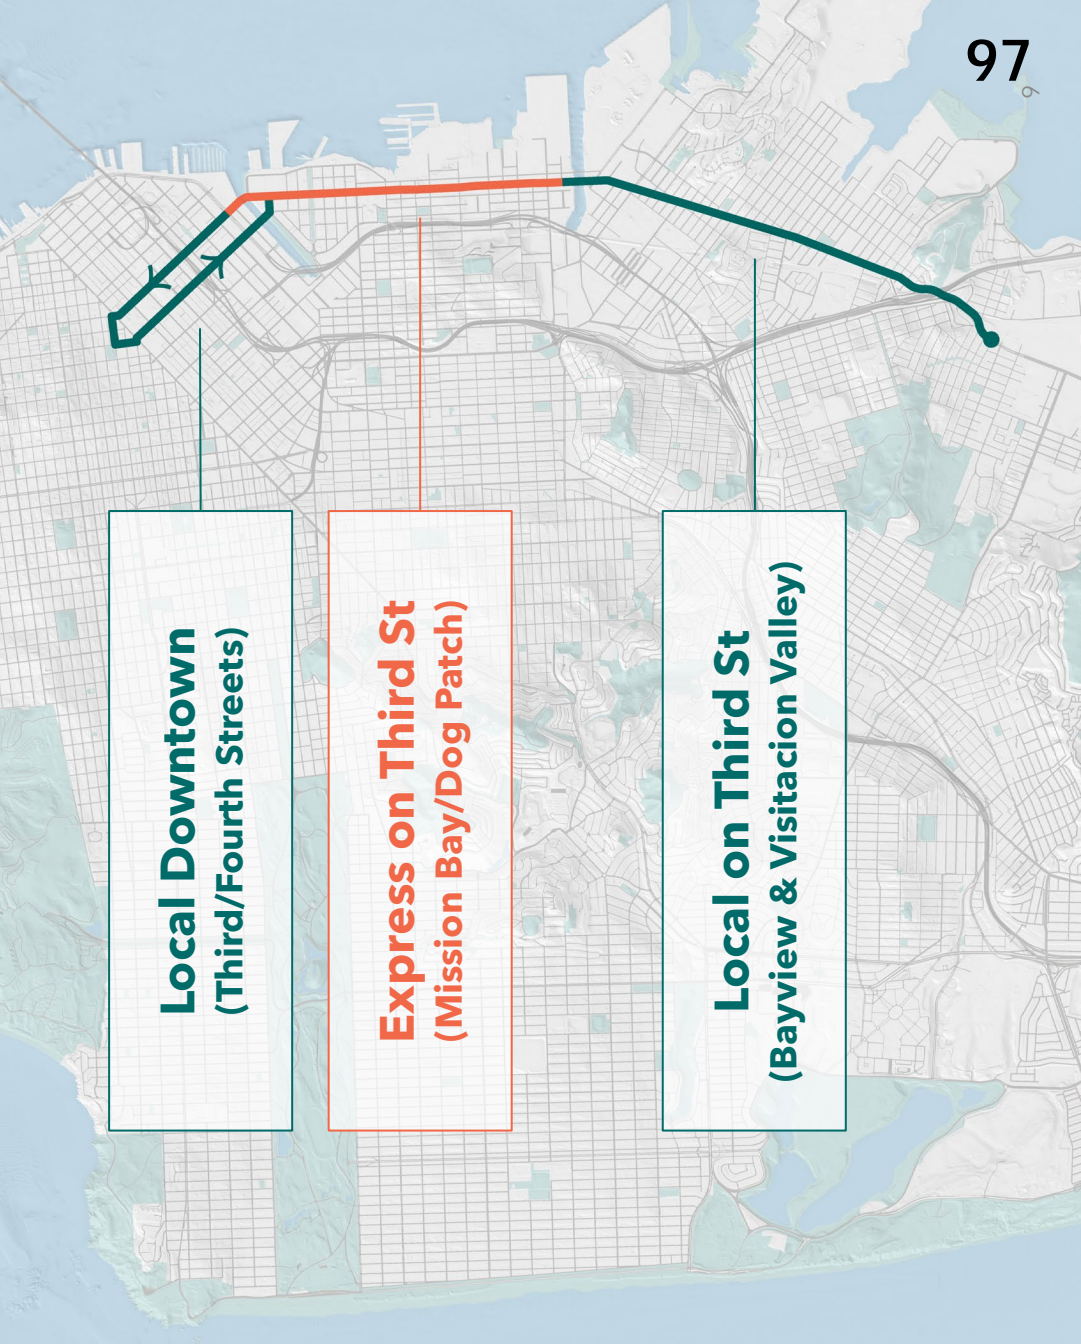 97
Local Downtown
(Third/Fourth Streets)
Express on Third St
(Mission Bay/Dog Patch)
Local on Third St
(Bayview & Visitacion Valley)